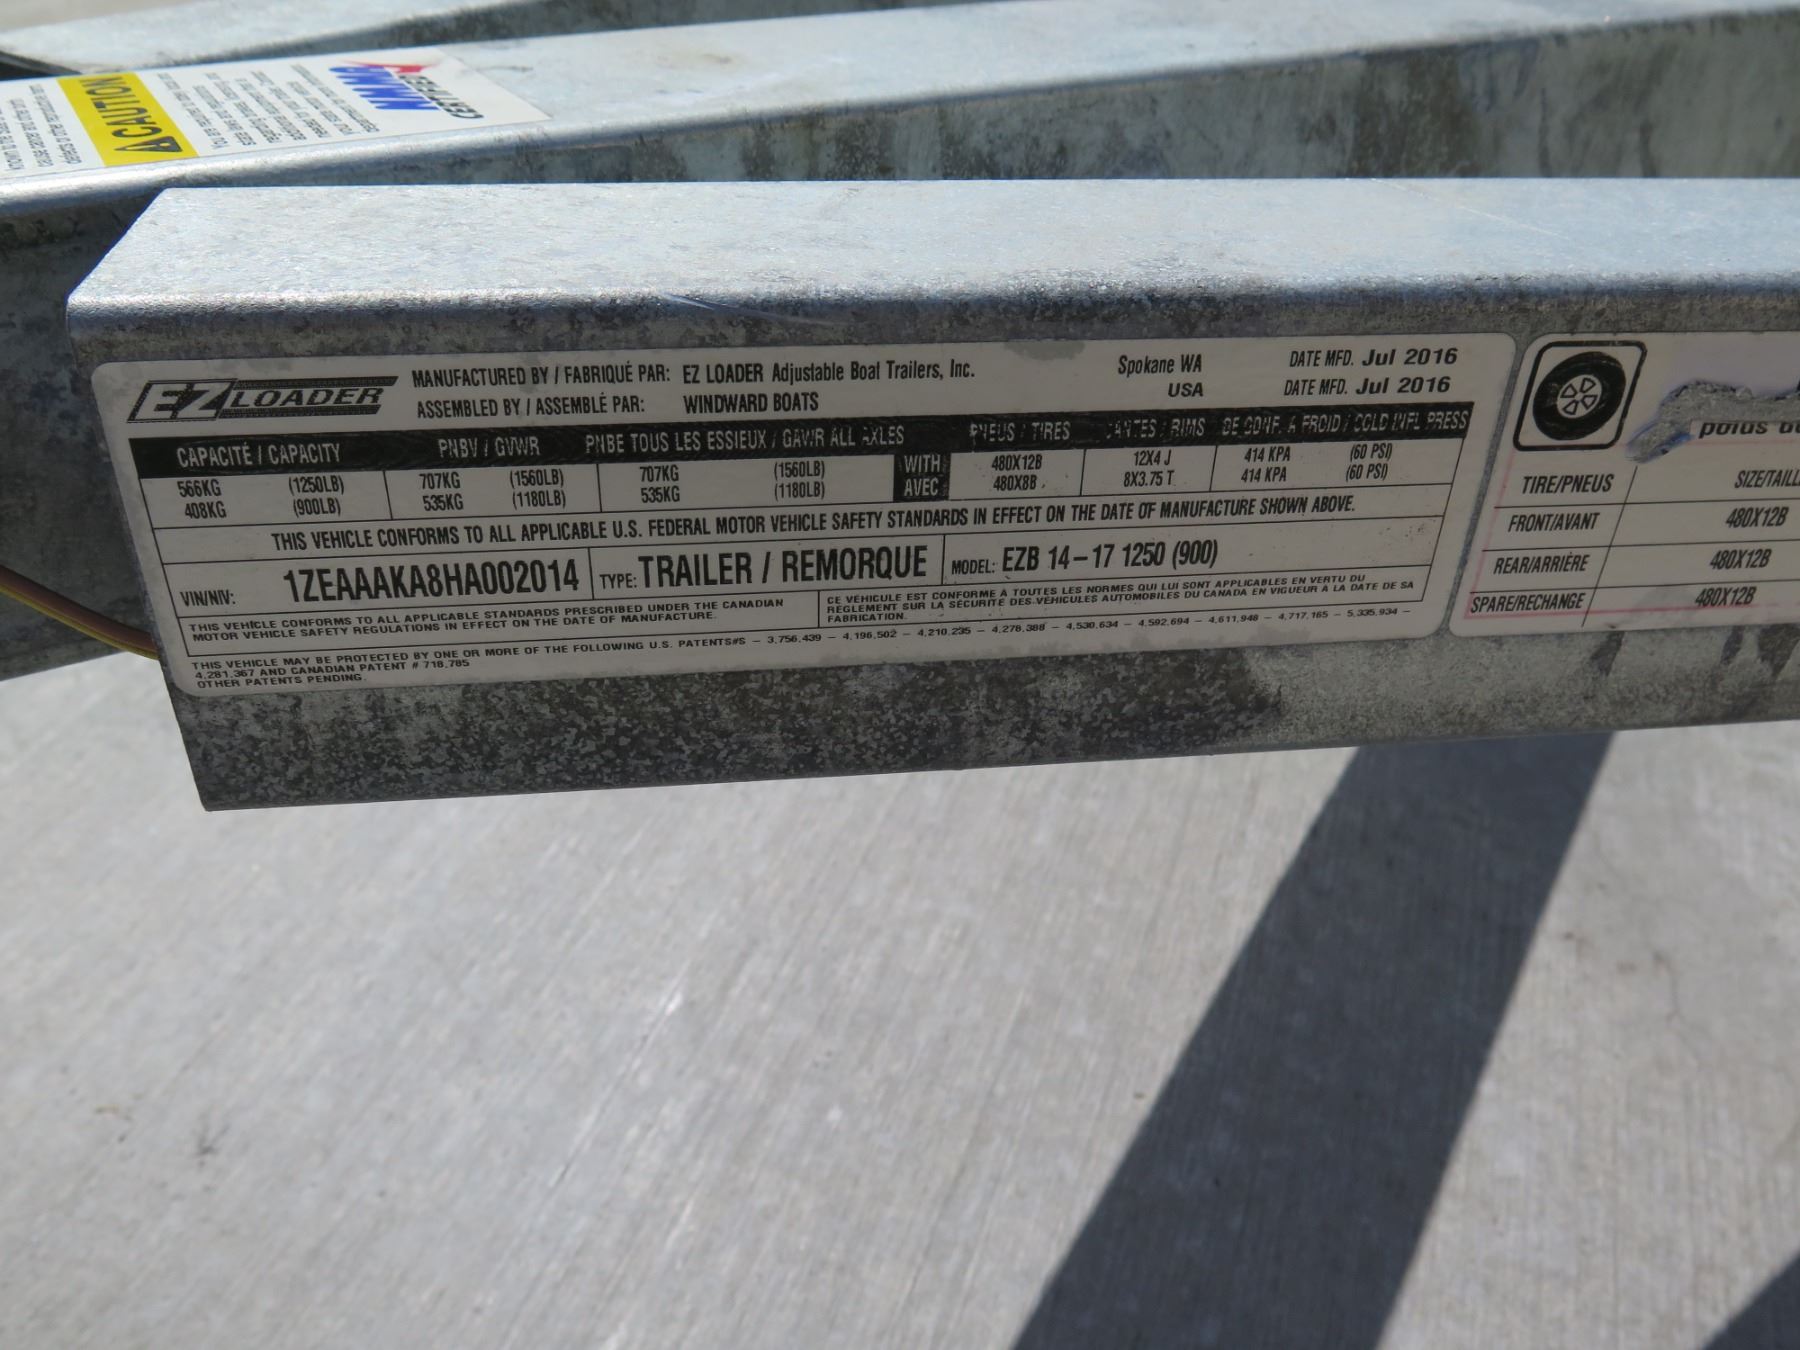 CAUTION
NMMA
CERTIFIED
EZ LOADER
MANUFACTURED BY / FABRIQUÉ PAR: EZ LOADER Adjustable Boat Trailers, Inc. Spokane WA DATE MFD. Jul 2016
ASSEMBLED BY / ASSEMBLÉ PAR: WINDWARD BOATS USA DATE MFD. Jul 2016
CAPACITÉ / CAPACITY PNBV / GVWR PNBE TOUS LES ESSIEUX / GAWR ALL AXLES PNEUS / TIRES JANTES / RIMS DE GONF. A FROID / COLD INFL PRESS
566KG (1250LB) 707KG (1560LB) 707KG (1560LB) WITH 480X12B 12X4 J 414 KPA (60 PSI)
408KG (900LB) 535KG (1180LB) 535KG (1180LB) AVEC 480X8B 8X3.75 T 414 KPA (60 PSI)
THIS VEHICLE CONFORMS TO ALL APPLICABLE U.S. FEDERAL MOTOR VEHICLE SAFETY STANDARDS IN EFFECT ON THE DATE OF MANUFACTURE SHOWN ABOVE.
VIN/NIV: 1ZEAAAKA8HA002014 TYPE: TRAILER / REMORQUE MODEL: EZB 14-17 1250 (900)
THIS VEHICLE CONFORMS TO ALL APPLICABLE STANDARDS PRESCRIBED UNDER THE CANADIAN
MOTOR VEHICLE SAFETY REGULATIONS IN EFFECT ON THE DATE OF MANUFACTURE.
CE VEHICULE EST CONFORME À TOUTES LES NORMES QUI LUI SONT APPLICABLES EN VERTU DU
REGLEMENT SUR LA SÉCURITE DES VEHICULES AUTOMOBILES DU CANADA EN VIGUEUR A LA DATE DE SA
FABRICATION.
THIS VEHICLE MAY BE PROTECTED BY ONE OR MORE OF THE FOLLOWING U.S. PATENTS#S – 3,756,439 – 4,196,502 – 4,210,235 – 4,278,388 – 4,530,634 – 4,592,694 – 4,611,948 – 4,717,165 – 5,335,934 –
4,281,367 AND CANADIAN PATENT # 718,785
OTHER PATENTS PENDING.
poids
TIRE/PNEUS SIZE/TAILL
FRONT/AVANT 480X12B
REAR/ARRIÈRE 480X12B
SPARE/RECHANGE 480X12B